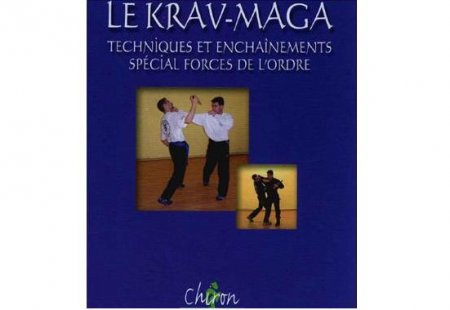 LE KRAV-MAGA
TECHNIQUES ET ENCHAÎNEMENTS
SPÉCIAL FORCES DE L'ORDRE
Chiron